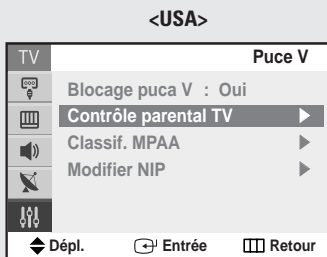 <USA>
TV Puce V
Blocage puca V : Oui
Contrôle parental TV
Classif. MPAA
Modifier NIP
Dépl. Entrée Retour